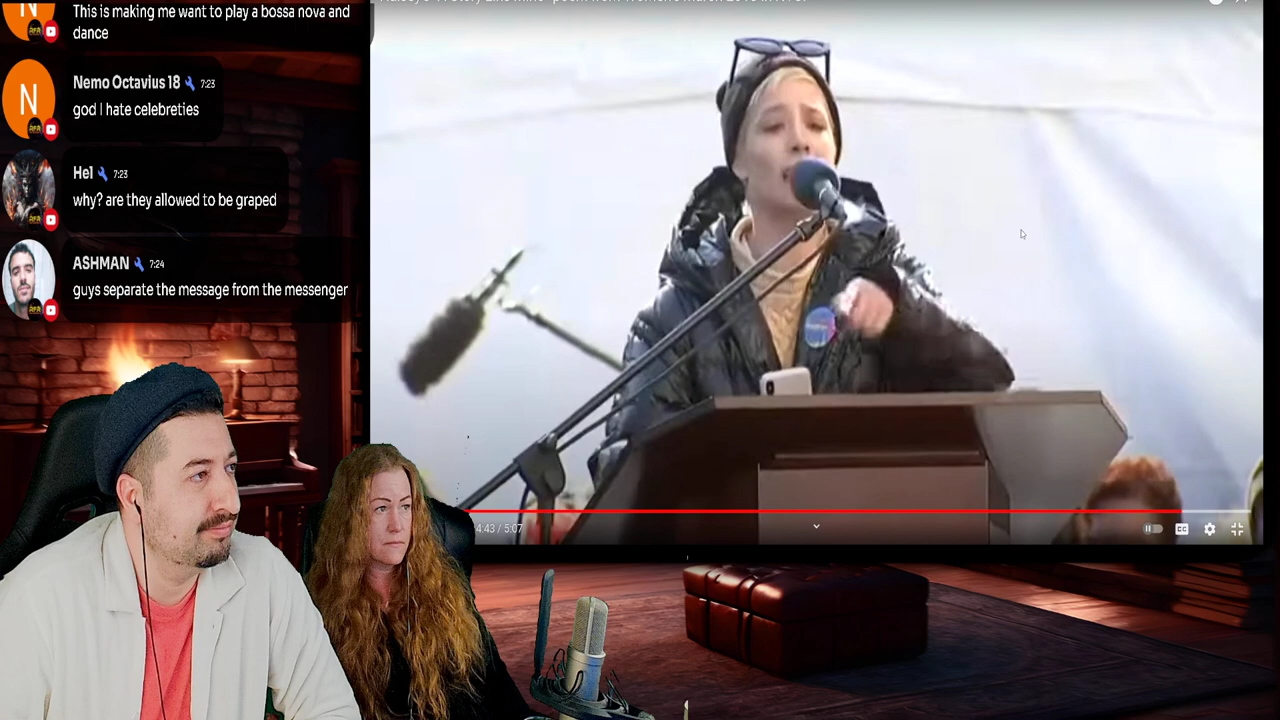 This is making me want to play a bossa nova and
dance
N
Nemo Octavius 18 7:23
god I hate celebreties
Hel 7:23
why? are they allowed to be graped
ASHMAN 7:24
guys separate the message from the messenger
4:43 / 5:07
CC